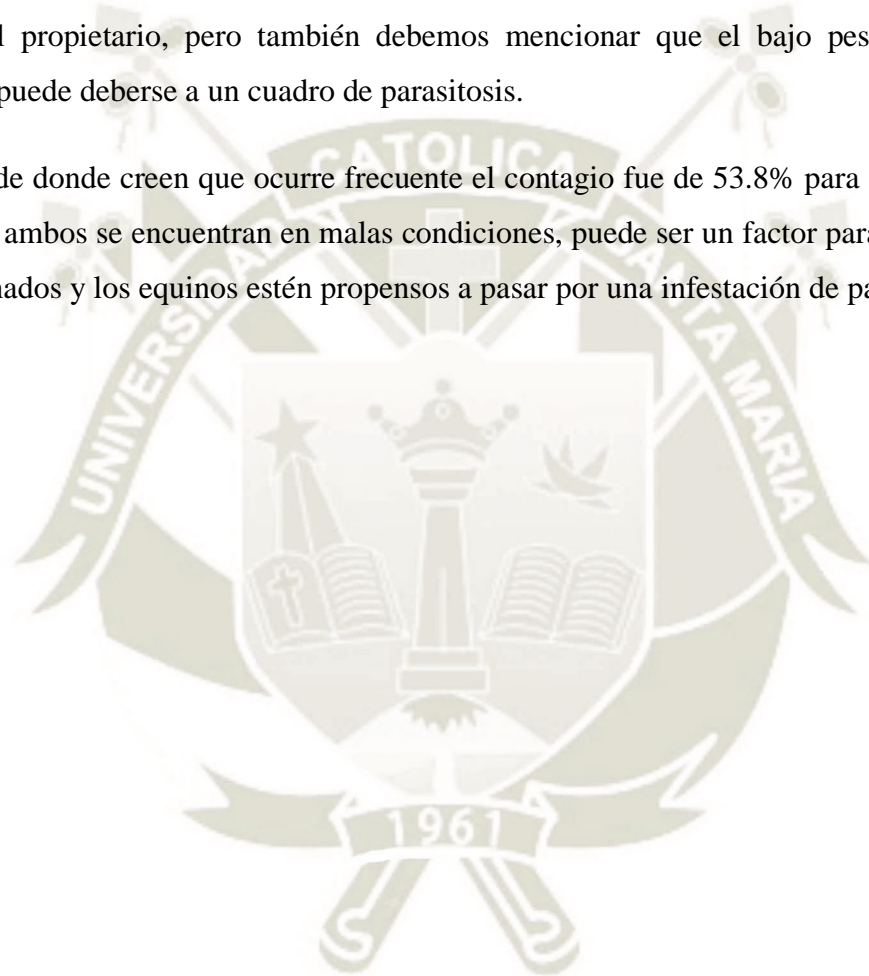 l propietario, pero también debemos mencionar que el bajo pes
puede deberse a un cuadro de parasitosis.
de donde creen que ocurre frecuente el contagio fue de 53.8% para
ambos se encuentran en malas condiciones, puede ser un factor para
nados y los equinos estén propensos a pasar por una infestación de pa
UNIVERSIDAD CATOLICA SANTA MARIA
1961